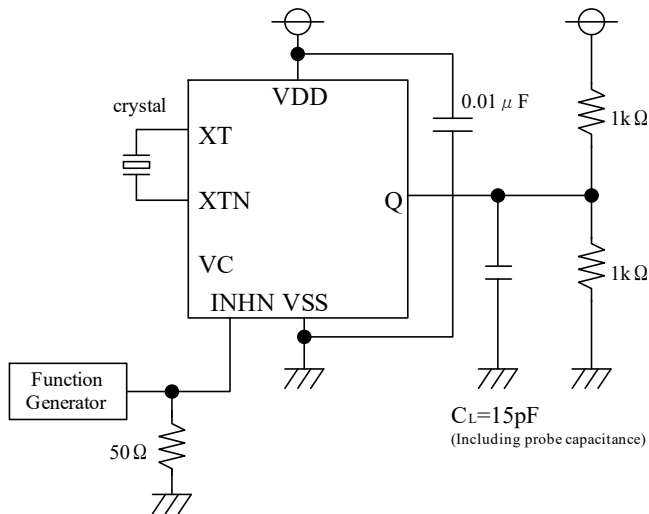 VDD
crystal
0.01 μF
1kΩ
XT
XTN
Q
VC
1kΩ
INHN VSS
Function
Generator
CL=15pF
(Including probe capacitance)
50Ω